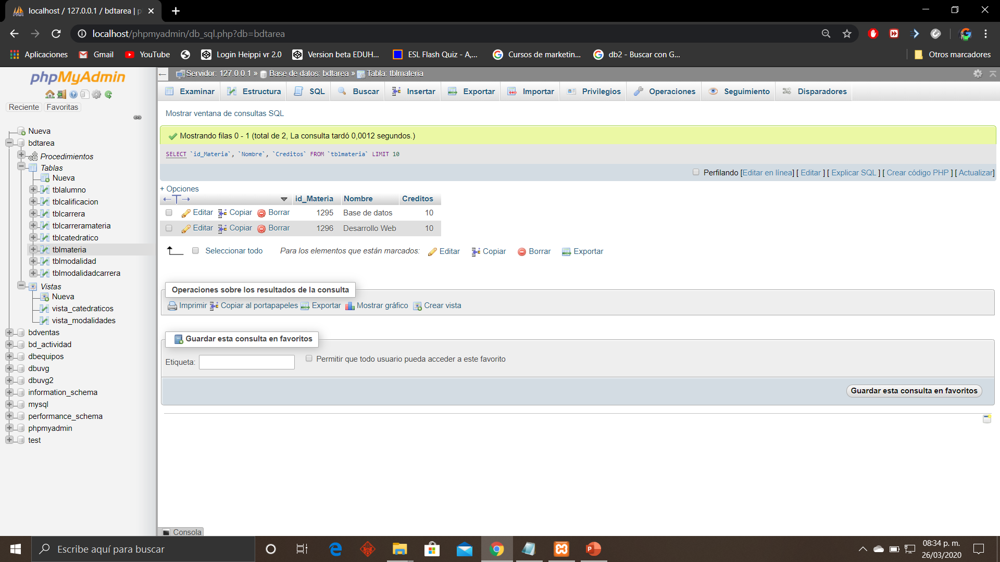 localhost / 127.0.0.1 / bdtarea | p
localhost/phpmyadmin/db_sql.php?db=bdtarea
Aplicaciones Gmail YouTube Login Heippi vr 2.0 Version beta EDUH... ESL Flash Quiz - A,... Cursos de marketin... db2 - Buscar con G... Otros marcadores
phpMyAdmin
Reciente Favoritas
Nueva
bdtarea
Procedimientos
Tablas
Nueva
tblalumno
tblcalificacion
tblcarrera
tblcarreramateria
tblcatedratico
tblmateria
tblmodalidad
tblmodalidadcarrera
Vistas
Nueva
vista_catedraticos
vista_modalidades
bdventas
bd_actividad
dbequipos
dbuvg
dbuvg2
information_schema
mysql
performance_schema
phpmyadmin
test
Servidor: 127.0.0.1 » Base de datos: bdtarea » Tabla: tblmateria
Examinar Estructura SQL Buscar Insertar Exportar Importar Privilegios Operaciones Seguimiento Disparadores
Mostrar ventana de consultas SQL
Mostrando filas 0 - 1 (total de 2, La consulta tardó 0,0012 segundos.)
SELECT `id_Materia`, `Nombre`, `Creditos` FROM `tblmateria` LIMIT 10
Perfilando [Editar en línea] [ Editar ] [ Explicar SQL ] [ Crear código PHP ] [ Actualizar]
+ Opciones
id_Materia Nombre Creditos
Editar Copiar Borrar 1295 Base de datos 10
Editar Copiar Borrar 1296 Desarrollo Web 10
Seleccionar todo Para los elementos que están marcados: Editar Copiar Borrar Exportar
Operaciones sobre los resultados de la consulta
Imprimir Copiar al portapapeles Exportar Mostrar gráfico Crear vista
Guardar esta consulta en favoritos
Etiqueta: Permitir que todo usuario pueda acceder a este favorito
Guardar esta consulta en favoritos
Consola
Escribe aquí para buscar
08:34 p. m.
26/03/2020